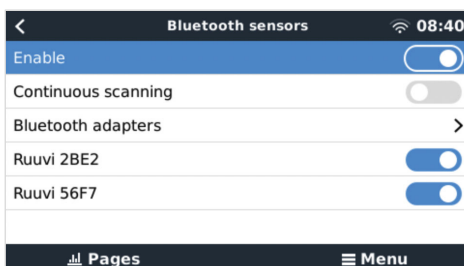 Bluetooth sensors 08:40
Enable
Continuous scanning
Bluetooth adapters
Ruuvi 2BE2
Ruuvi 56F7
Pages Menu